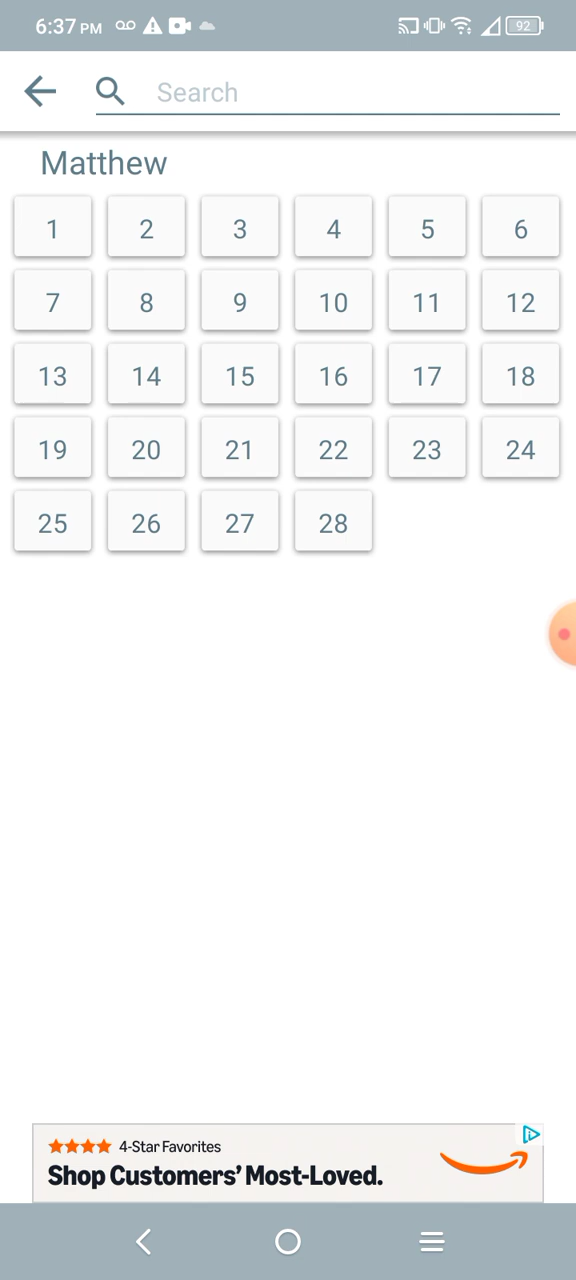 6:37 PM 92
Search
Matthew
1 2 3 4 5 6
7 8 9 10 11 12
13 14 15 16 17 18
19 20 21 22 23 24
25 26 27 28
4-Star Favorites
Shop Customers' Most-Loved.